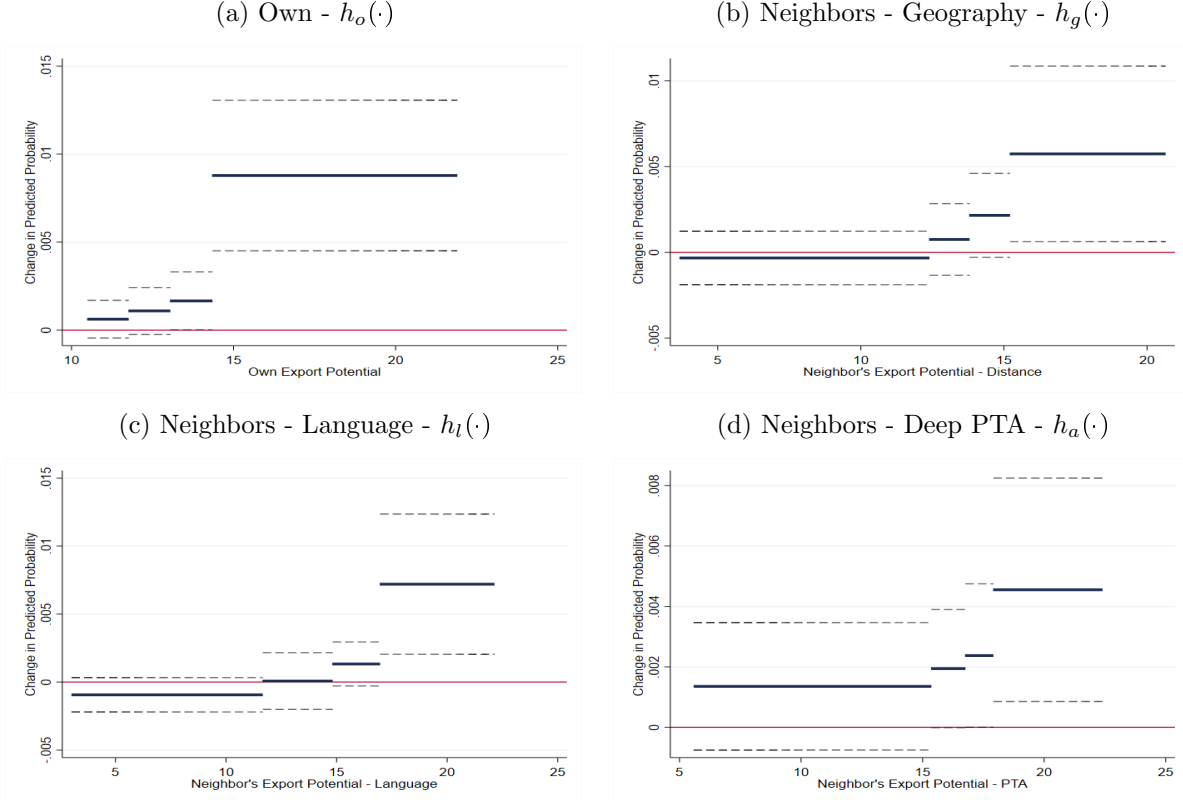 (a) Own - hₒ(·)
.015
.01
.005
0
Change in Predicted Probability
10 15 20 25
Own Export Potential
(b) Neighbors - Geography - h_g(·)
.01
.005
0
-.005
Change in Predicted Probability
5 10 15 20
Neighbor's Export Potential - Distance
(c) Neighbors - Language - h_l(·)
.015
.01
.005
0
-.005
Change in Predicted Probability
5 10 15 20 25
Neighbor's Export Potential - Language
(d) Neighbors - Deep PTA - h_a(·)
.008
.006
.004
.002
0
Change in Predicted Probability
5 10 15 20 25
Neighbor's Export Potential - PTA